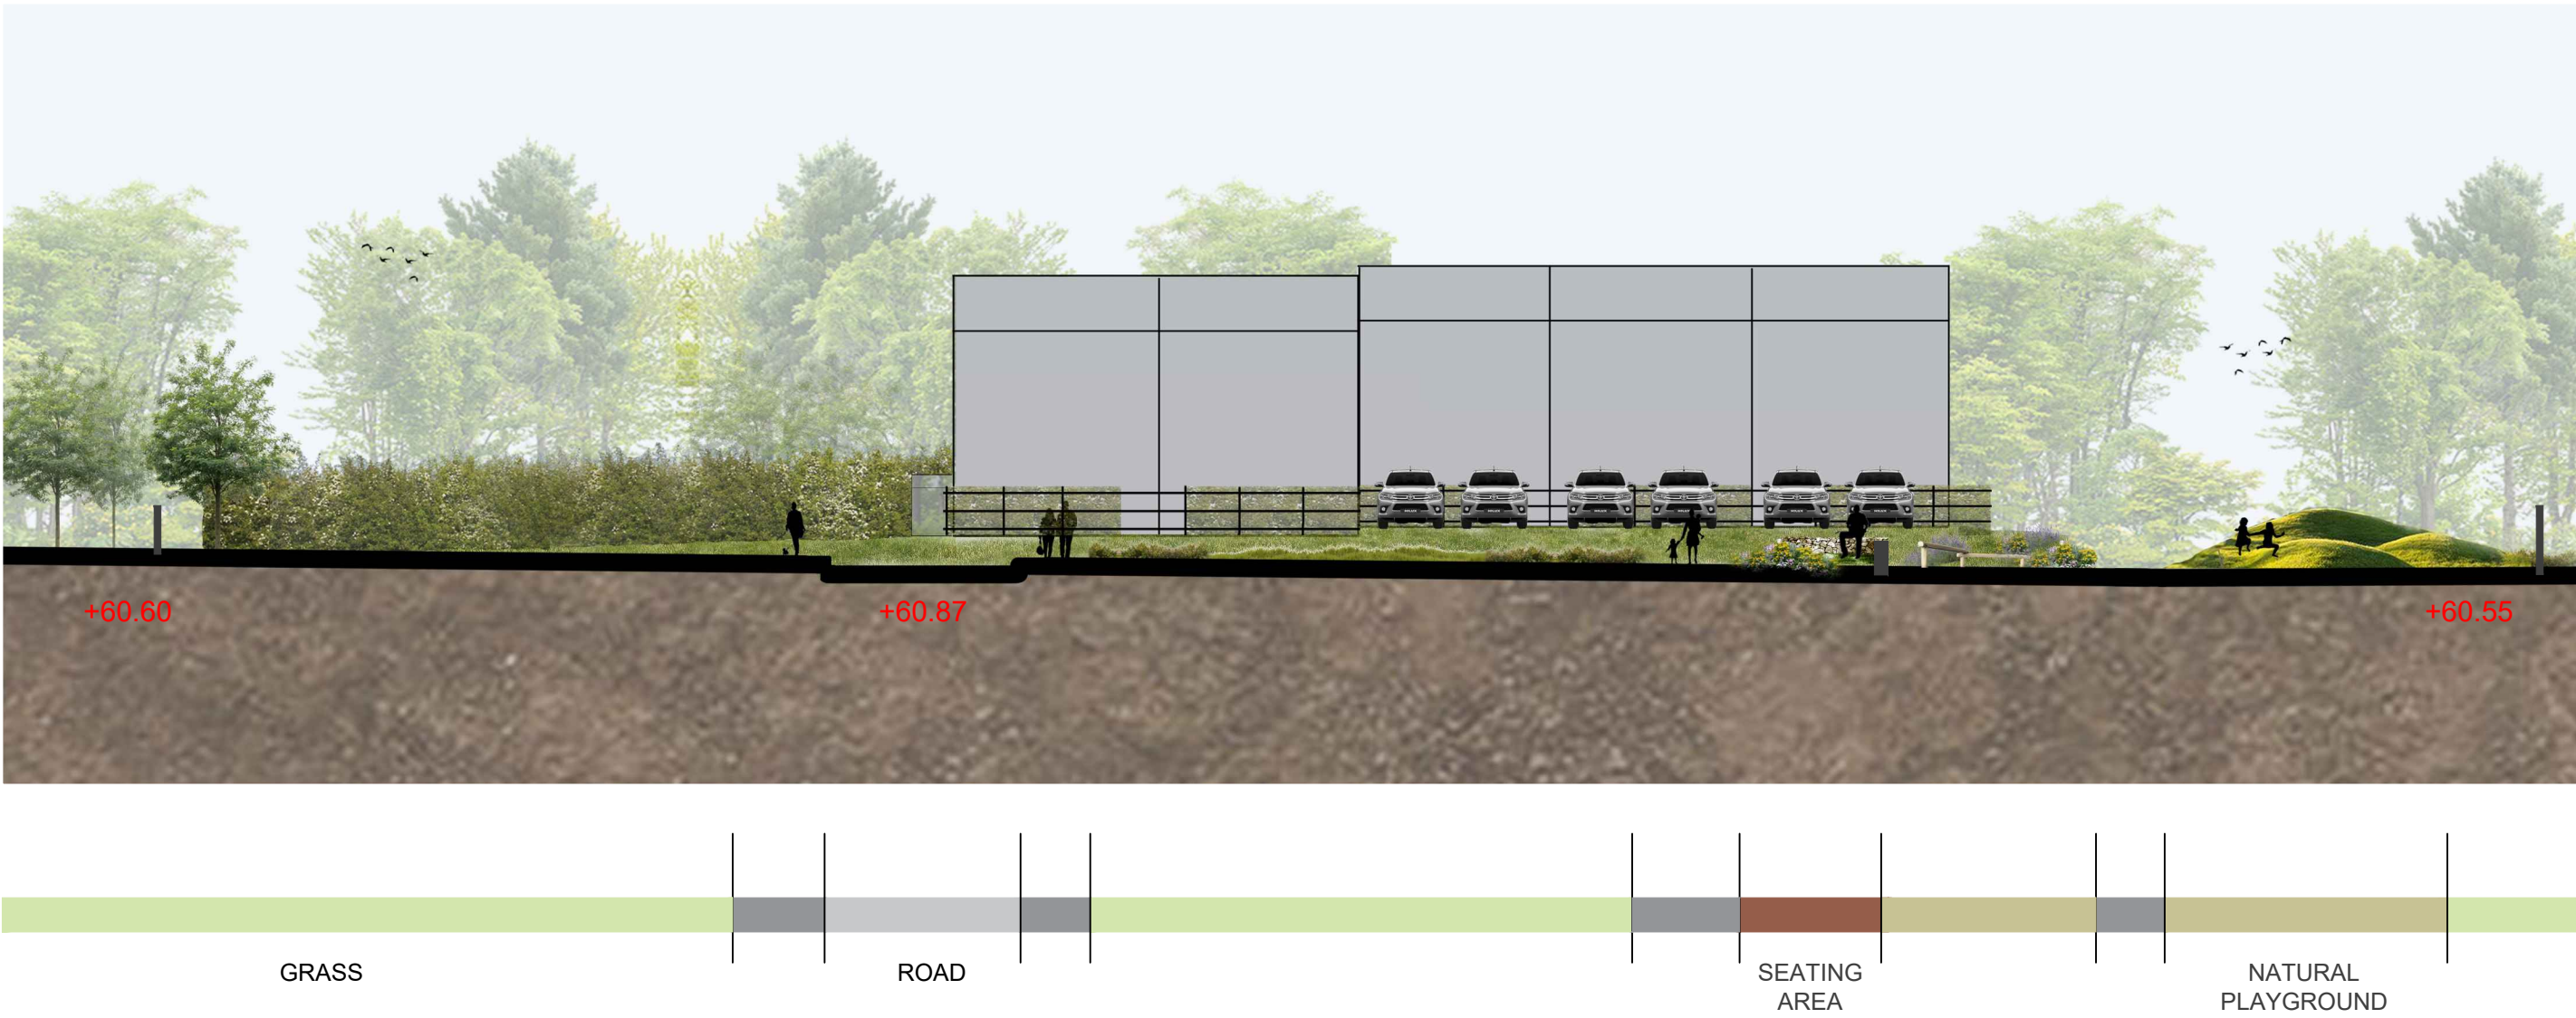 +60.60
+60.87
+60.55
GRASS
ROAD
SEATING
AREA
NATURAL
PLAYGROUND